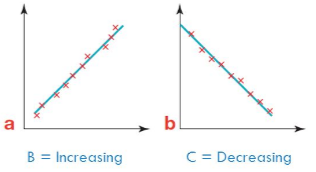 a
b
B = Increasing
C = Decreasing